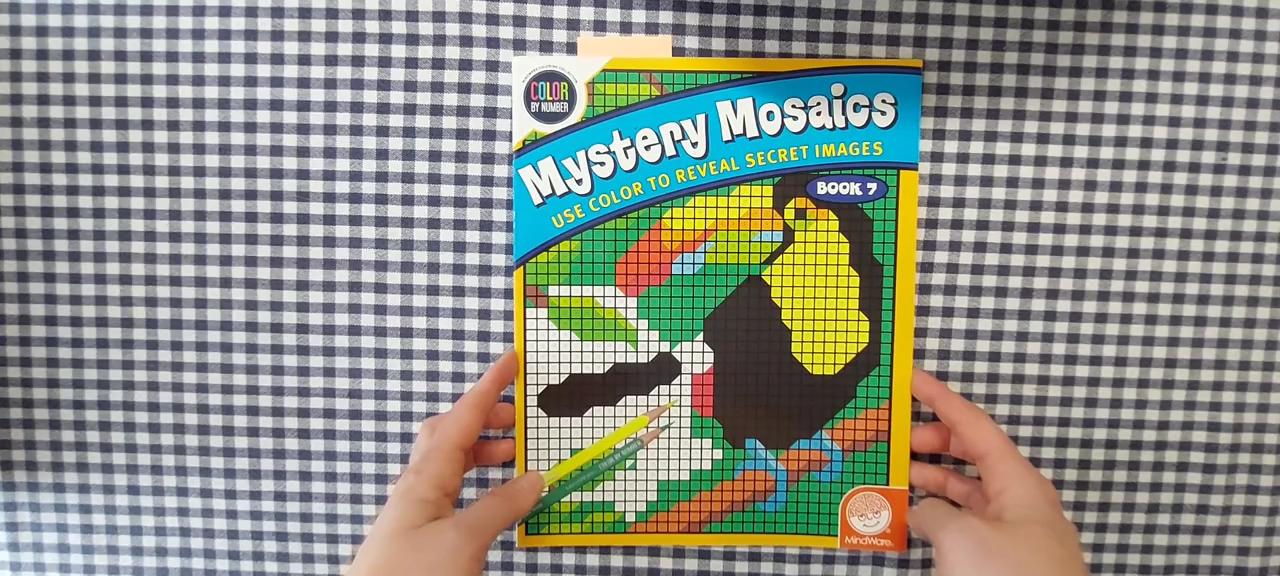 COLOR
BY NUMBER
Mystery Mosaics
USE COLOR TO REVEAL SECRET IMAGES
BOOK 7
MindWare